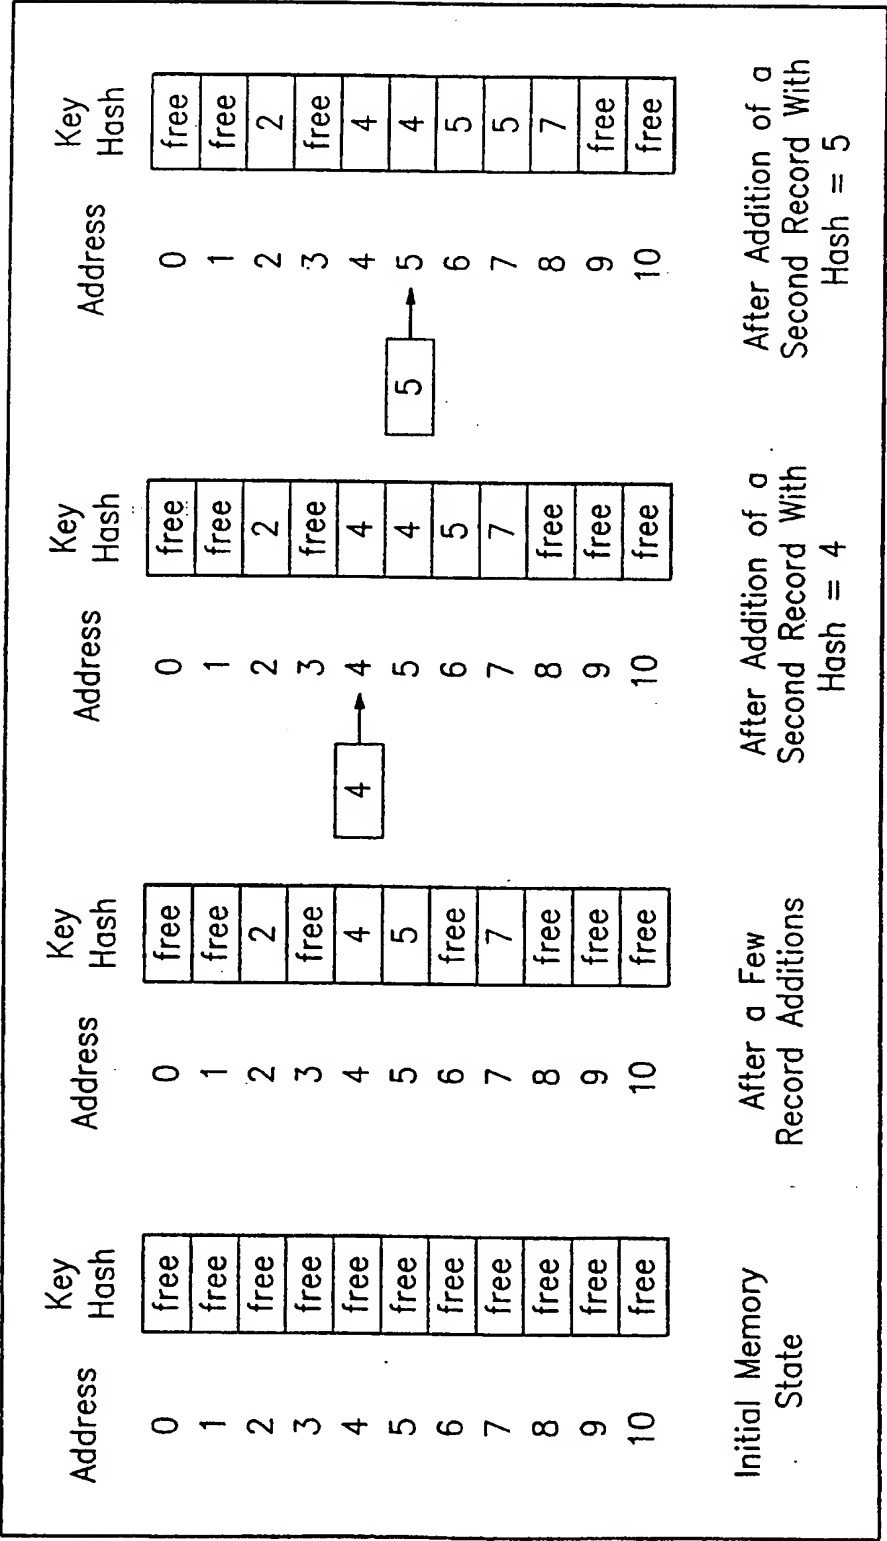 Address Key
Hash
0 free
1 free
2 free
3 free
4 free
5 free
6 free
7 free
8 free
9 free
10 free
Initial Memory
State
Address Key
Hash
0 free
1 free
2 2
3 free
4 4
5 5
6 free
7 7
8 free
9 free
10 free
After a Few
Record Additions
4
Address Key
Hash
0 free
1 free
2 2
3 free
4 4
5 4
6 5
7 7
8 free
9 free
10 free
After Addition of a
Second Record With
Hash = 4
5
Address Key
Hash
0 free
1 free
2 2
3 free
4 4
5 4
6 5
7 5
8 7
9 free
10 free
After Addition of a
Second Record With
Hash = 5